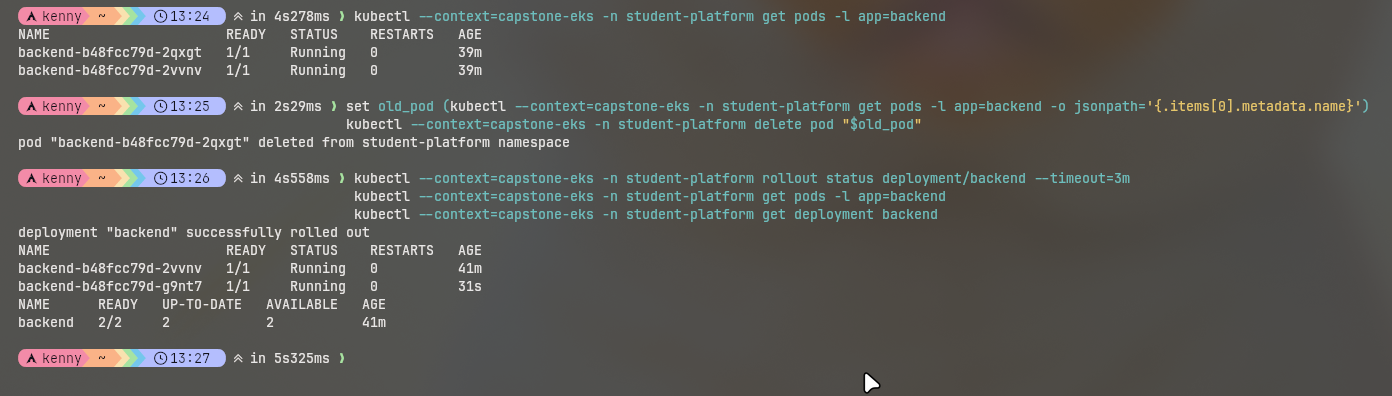 kenny ~ 13:24 in 4s278ms ❯ kubectl --context=capstone-eks -n student-platform get pods -l app=backend
NAME READY STATUS RESTARTS AGE
backend-b48fcc79d-2qxgt 1/1 Running 0 39m
backend-b48fcc79d-2vvnv 1/1 Running 0 39m
kenny ~ 13:25 in 2s29ms ❯ set old_pod (kubectl --context=capstone-eks -n student-platform get pods -l app=backend -o jsonpath='{.items[0].metadata.name}')
kubectl --context=capstone-eks -n student-platform delete pod "$old_pod"
pod "backend-b48fcc79d-2qxgt" deleted from student-platform namespace
kenny ~ 13:26 in 4s558ms ❯ kubectl --context=capstone-eks -n student-platform rollout status deployment/backend --timeout=3m
kubectl --context=capstone-eks -n student-platform get pods -l app=backend
kubectl --context=capstone-eks -n student-platform get deployment backend
deployment "backend" successfully rolled out
NAME READY STATUS RESTARTS AGE
backend-b48fcc79d-2vvnv 1/1 Running 0 41m
backend-b48fcc79d-g9nt7 1/1 Running 0 31s
NAME READY UP-TO-DATE AVAILABLE AGE
backend 2/2 2 2 41m
kenny ~ 13:27 in 5s325ms ❯